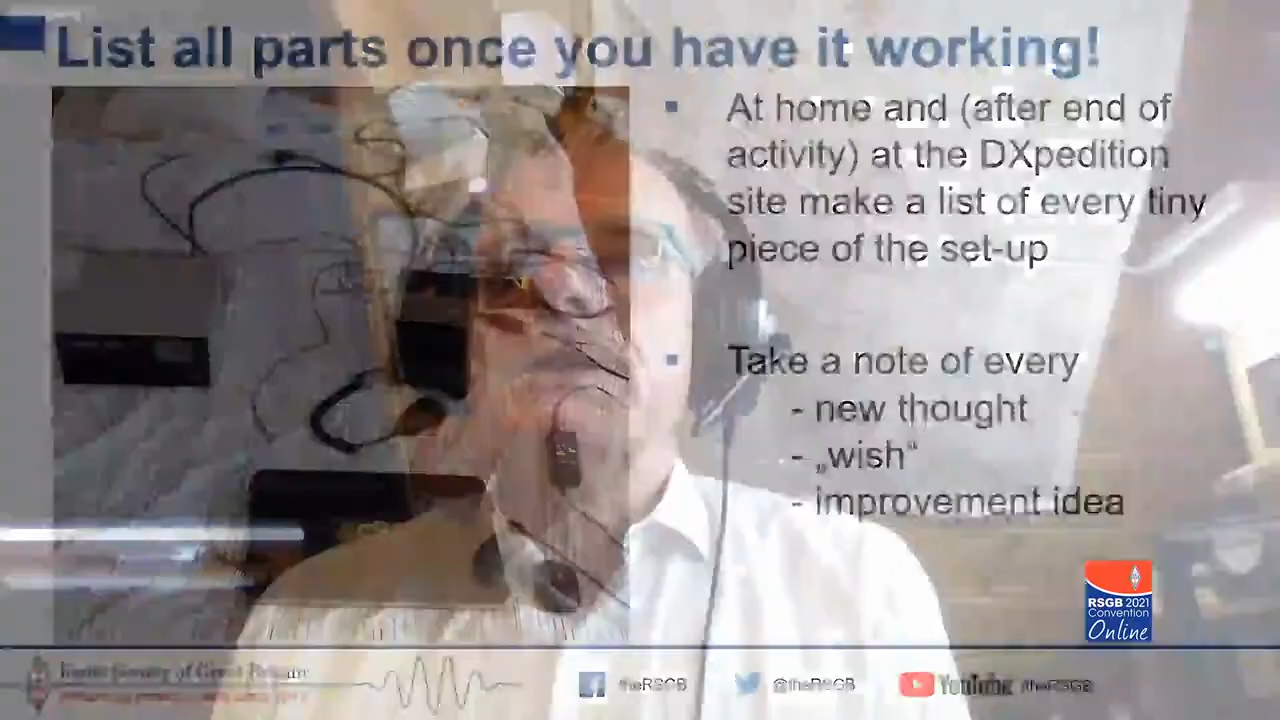 List all parts once you have it working!
▪ At home and (after end of
activity) at the DXpedition
site make a list of every tiny
piece of the set-up
▪ Take a note of every
- new thought
- „wish“
- improvement idea
RSGB 2021
Convention
Online
Radio Society of Great Britain
theRSGB
@theRSGB
YouTube /theRSGB